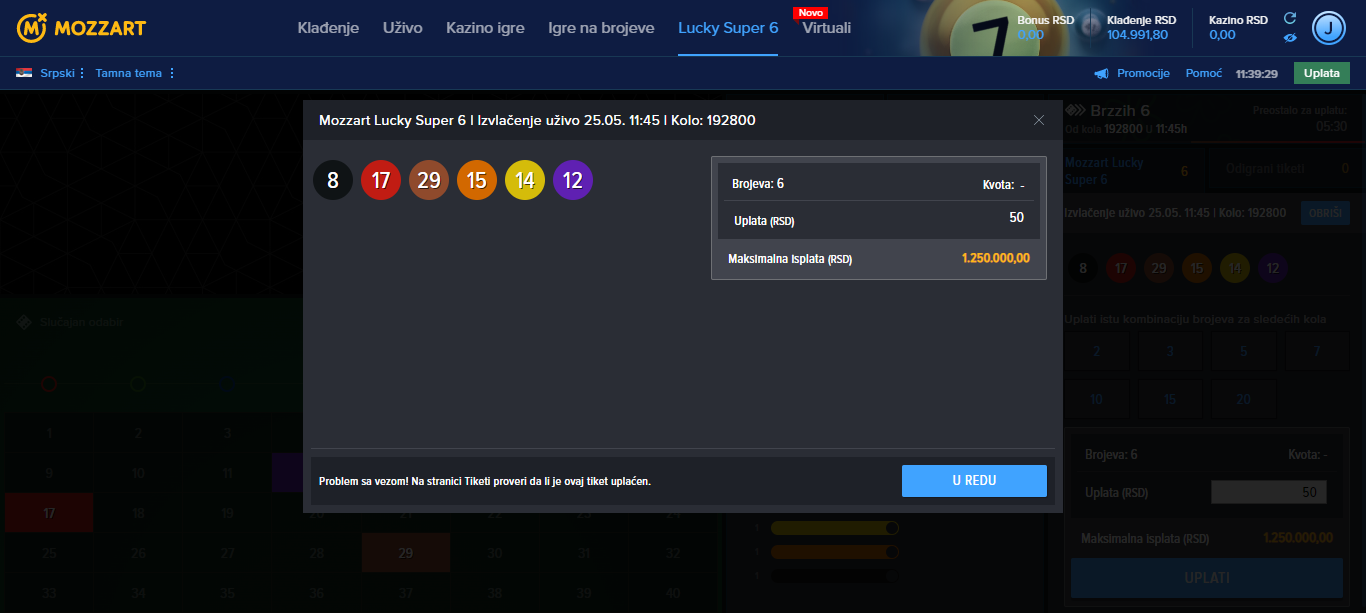 MOZZART
Klađenje Uživo Kazino igre Igre na brojeve Lucky Super 6 Novo Virtuali
7
Bonus RSD Klađenje RSD Kazino RSD
0,00 104.991,80 0,00
J
Srpski Tamna tema Promocije Pomoć 11:39:29 Uplata
Mozzart Lucky Super 6 | Izvlačenje uživo 25.05. 11:45 | Kolo: 192800
8 17 29 15 14 12
Brojeva: 6 Kvota: -
Uplata (RSD) 50
Maksimalna isplata (RSD) 1.250.000,00
Problem sa vezom! Na stranici Tiketi proveri da li je ovaj tiket uplaćen.
U REDU
Slučajan odabir
1 2 3
9 10 11
17 18 19 20 21 22 23 24
25 26 27 28 29 30 31 32
33 34 35 36 37 38 39 40
1
1
1
Brzzih 6 Preostalo za uplatu:
Od kola 192800 U 11:45h 05:30
Mozzart Lucky
Super 6
6 Odigrani tiketi 0
Izvlačenje uživo 25.05. 11:45 | Kolo: 192800 OBRIŠI
8 17 29 15 14 12
Uplati istu kombinaciju brojeva za sledećih kola
2 3 5 7
10 15 20
Brojeva: 6 Kvota: -
Uplata (RSD) 50
Maksimalna isplata (RSD) 1.250.000,00
UPLATI